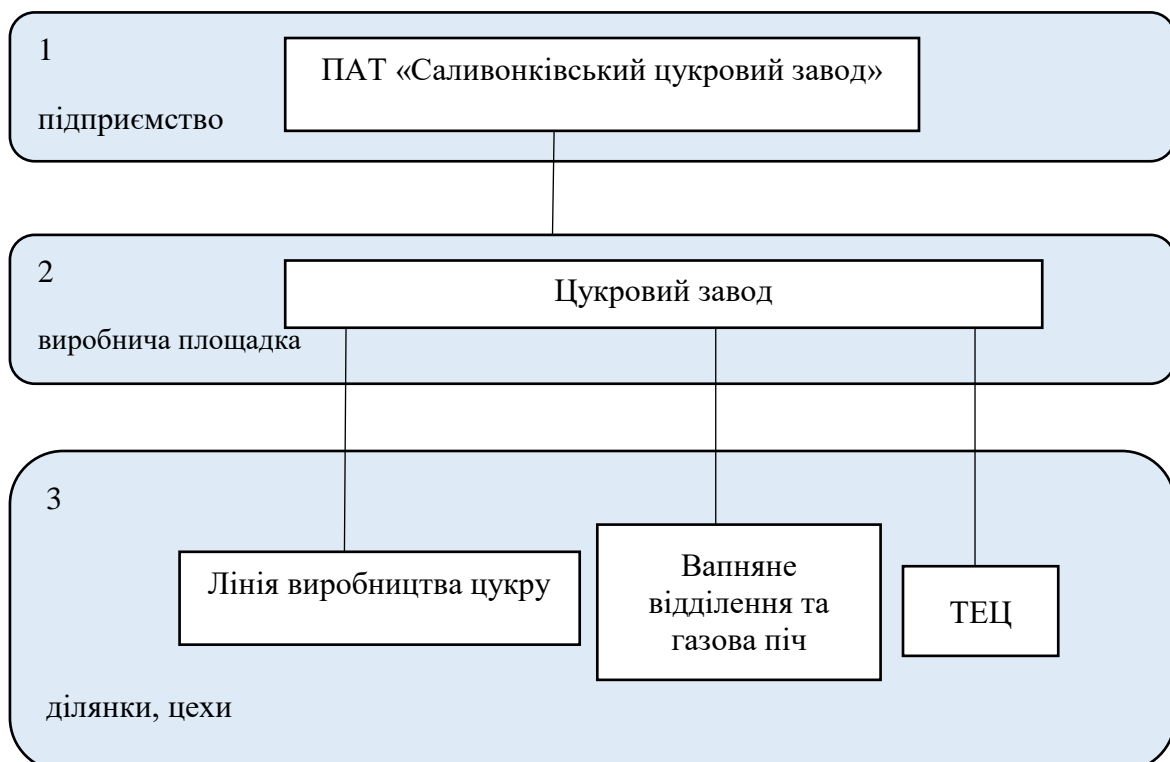 1
ПАТ «Саливонківський цукровий завод»
підприємство
2
Цукровий завод
виробнича площадка
3
Лінія виробництва цукру
Вапняне
відділення та
газова піч
ТЕЦ
ділянки, цехи